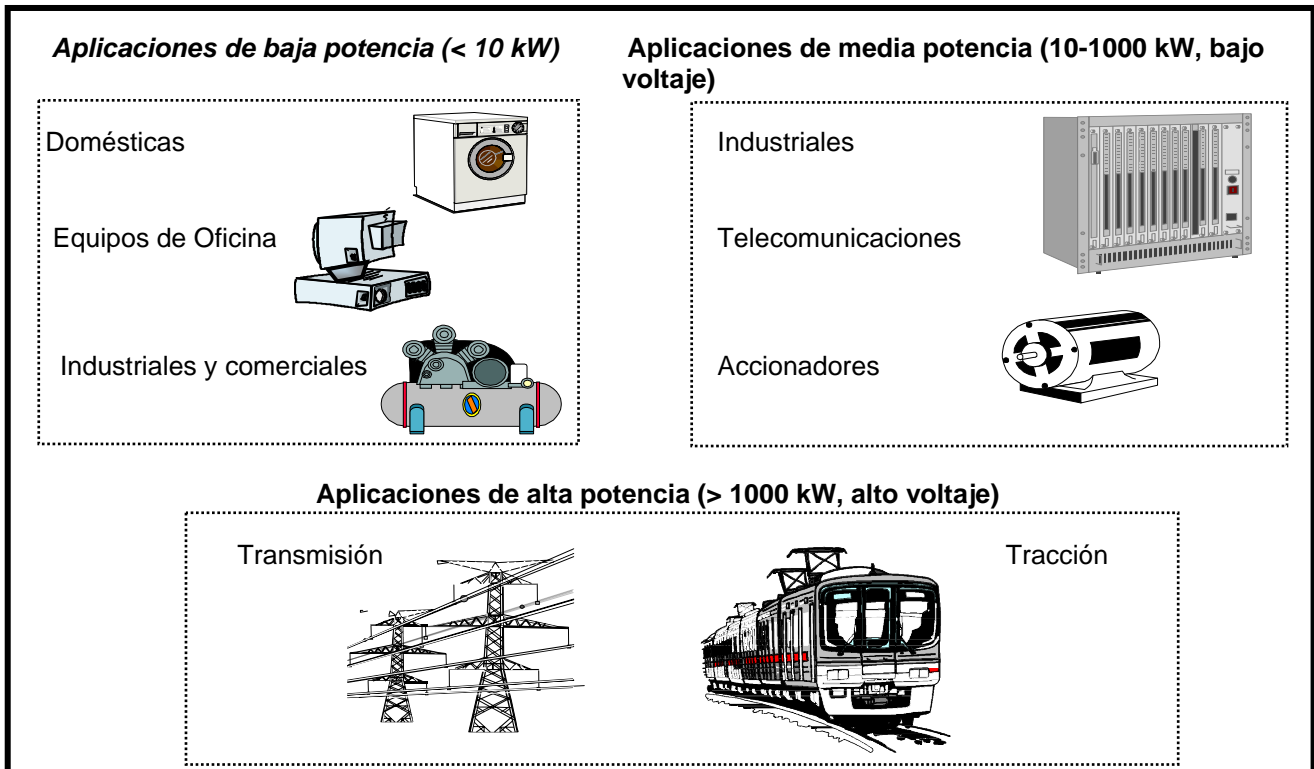 Aplicaciones de baja potencia (< 10 kW)
Domésticas
Equipos de Oficina
Industriales y comerciales
Aplicaciones de media potencia (10-1000 kW, bajo
voltaje)
Industriales
Telecomunicaciones
Accionadores
Aplicaciones de alta potencia (> 1000 kW, alto voltaje)
Transmisión
Tracción